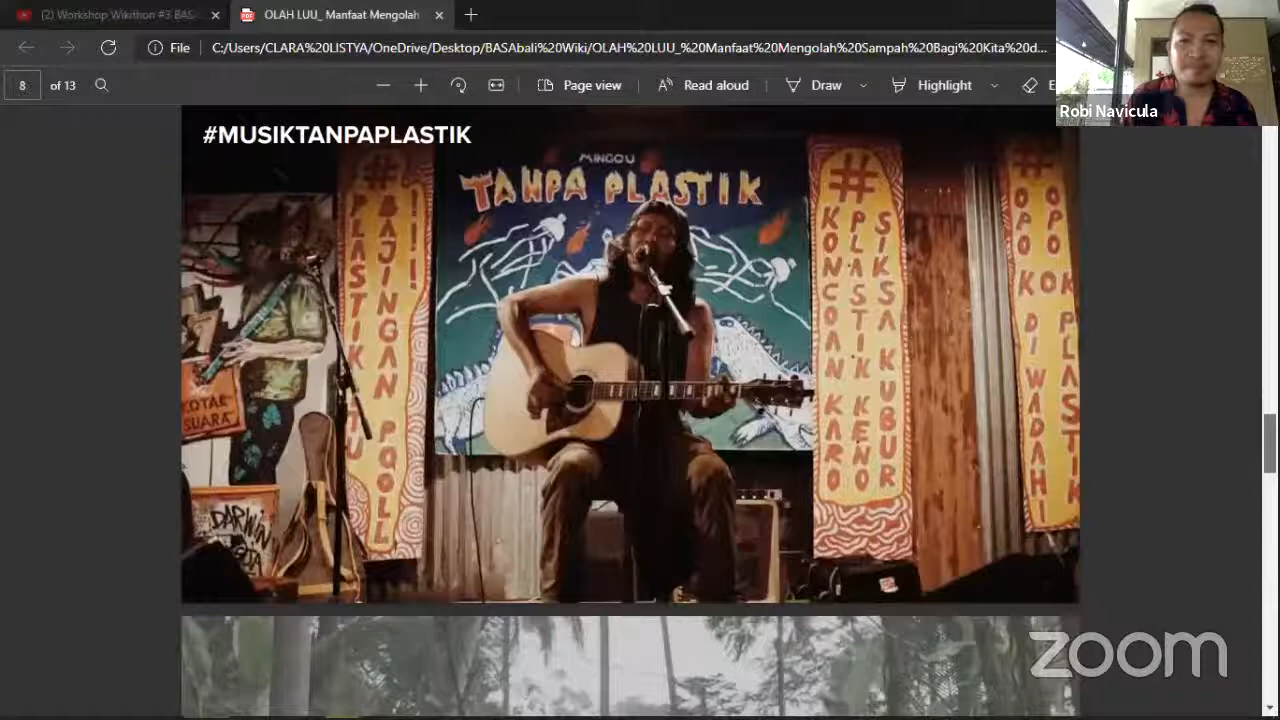 (2) Workshop Wikithon #3 BAS
OLAH LUU_ Manfaat Mengolah
File
C:/Users/CLARA%20LISTYA/OneDrive/Desktop/BASAbali%20Wiki/OLAH%20LUU_%20Manfaat%20Mengolah%20Sampah%20Bagi%20Kita%20d...
8 of 13
Page view
Read aloud
Draw
Highlight
Robi Navicula
#MUSIKTANPAPLASTIK
MINGGU
TANPA PLASTIK
#
PLASTIK
BAJINGAN POOLL
!!!
#
KONCOAN KARO
PLASTIK KENO
SIKSA KUBUR
#
OPO K DI WADAHI
OPO KOK PLASTIK
KOTAK
SUARA
DARWIN
zoom